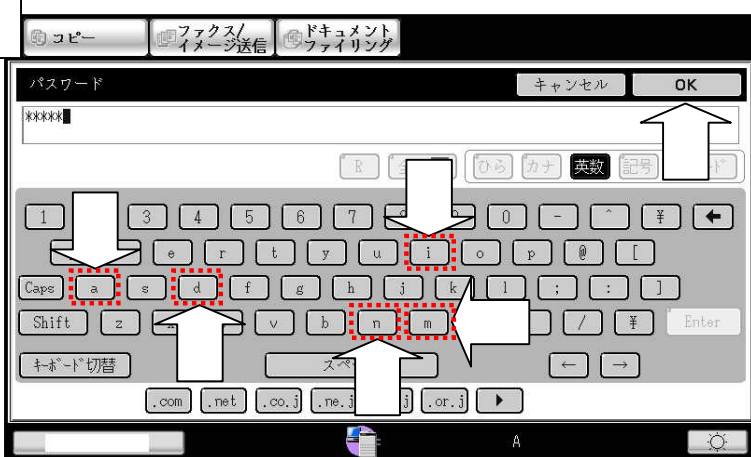 コピー
ファクス/
イメージ送信
ドキュメント
ファイリング
パスワード
キャンセル
OK
*****
ひら カナ 英数 記号
1 3 4 5 6 7 0 - ^ ¥ ←
e r t y u i o p @ [
Caps a s d f g h j k l ; : ]
Shift z v b n m / ¥ Enter
キーボード切替
← →
.com .net .co.j .or.j
A